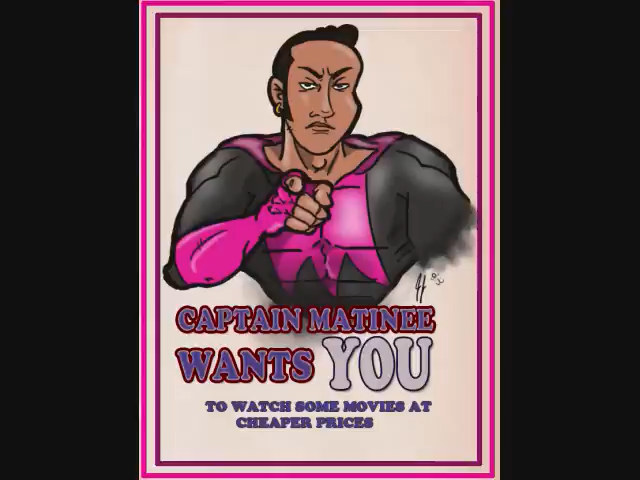 CAPTAIN MATINEE
WANTS YOU
TO WATCH SOME MOVIES AT
CHEAPER PRICES